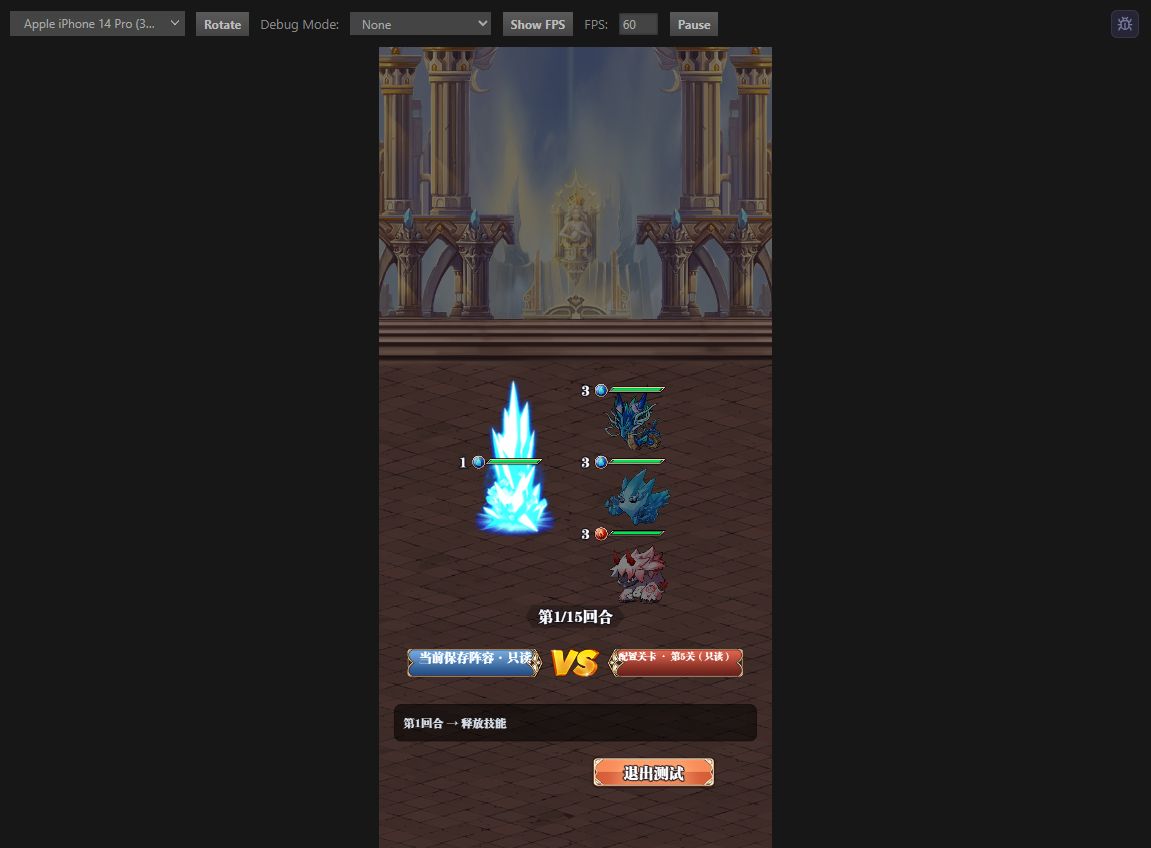 Apple iPhone 14 Pro (3...
Rotate
Debug Mode:
None
Show FPS
FPS:
60
Pause
3
1
3
3
第1/15回合
当前保存阵容·只读
VS
配置关卡 · 第5关（只读）
第1回合 → 释放技能
退出测试